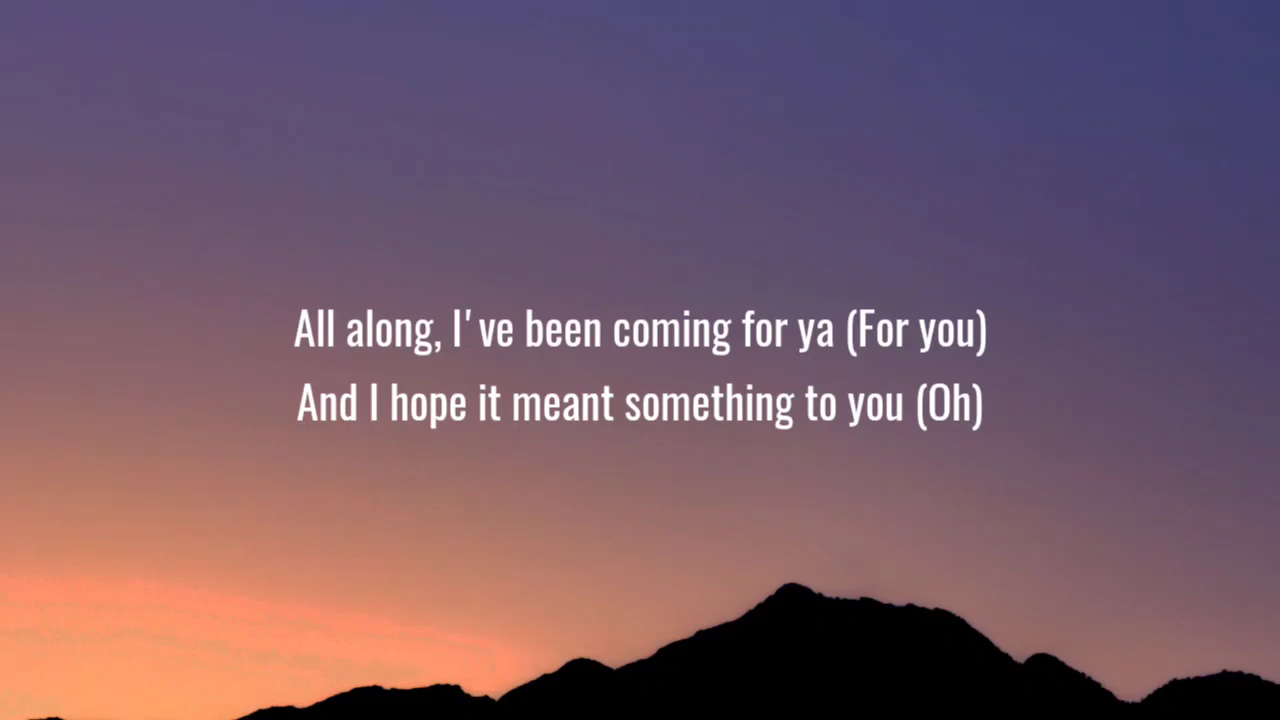 All along, I've been coming for ya (For you)
And I hope it meant something to you (Oh)